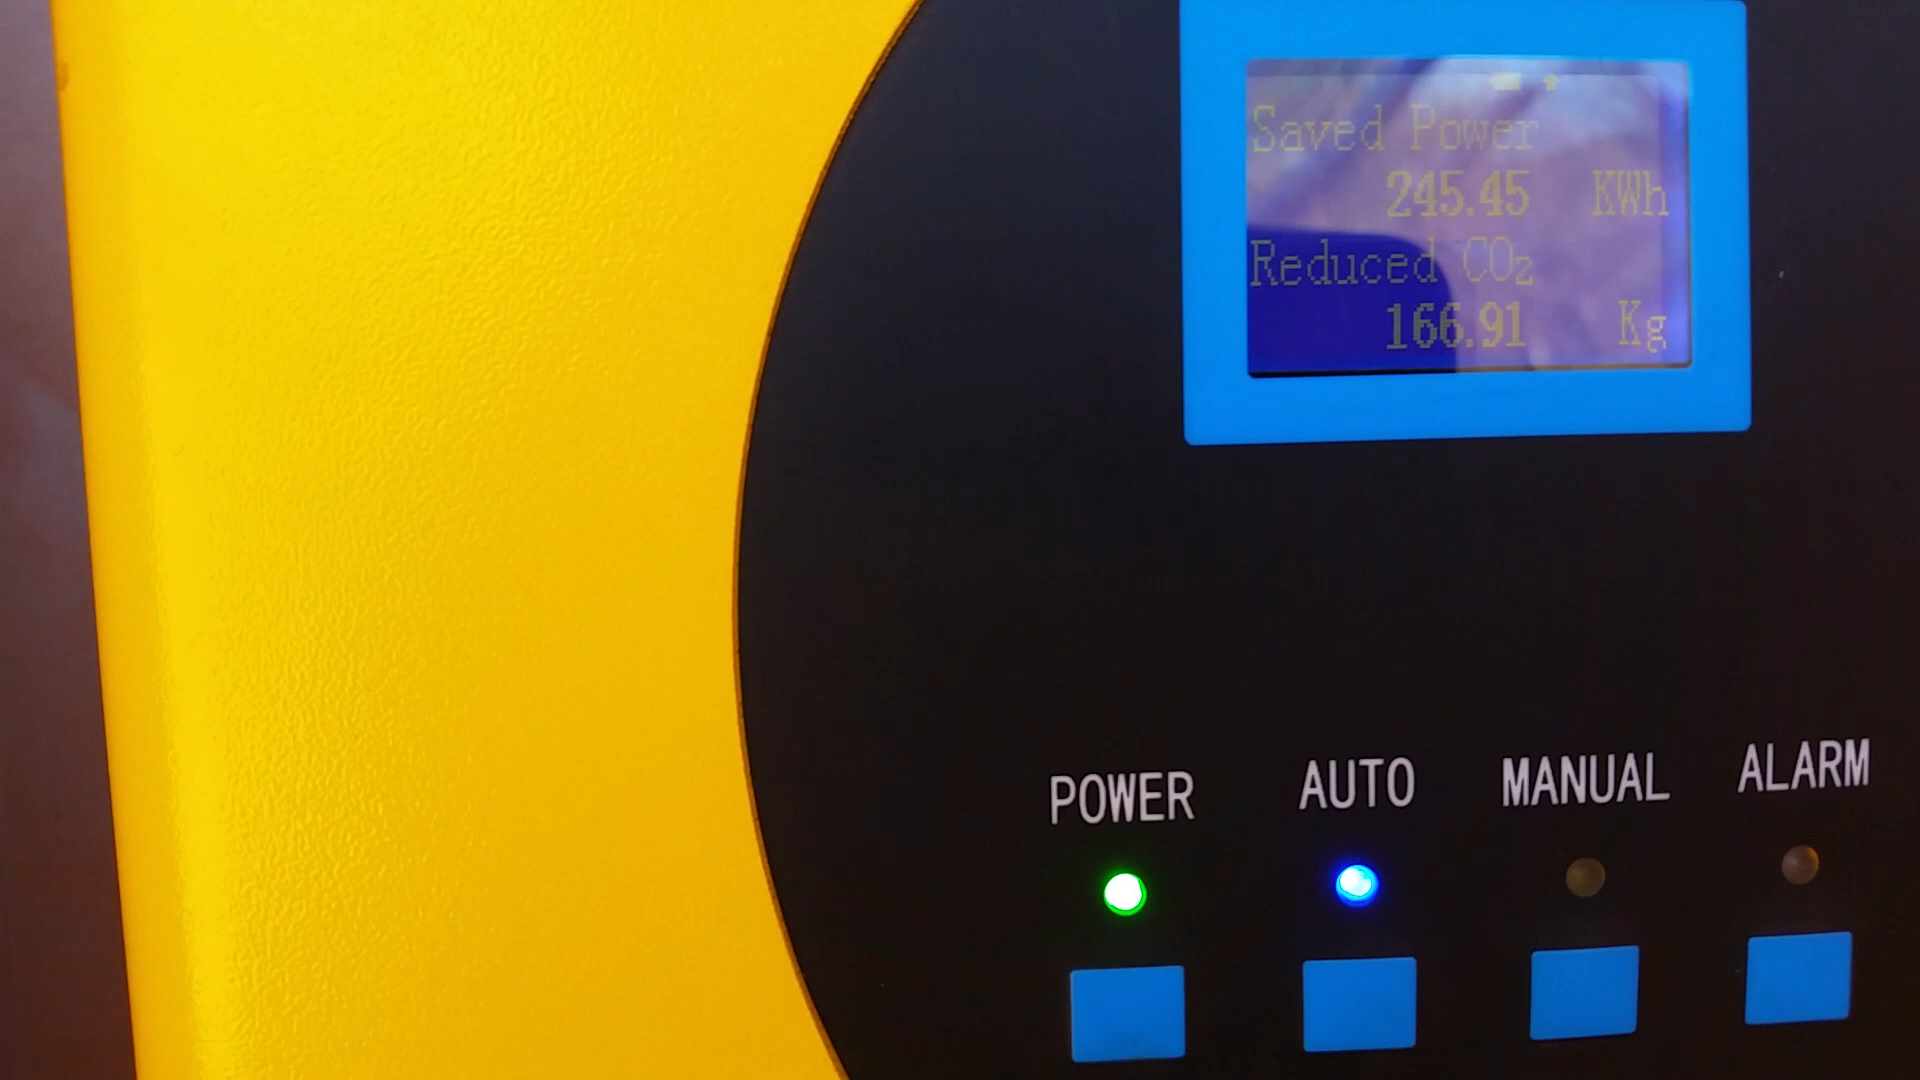 Saved Power
245.45 KWh
Reduced CO₂
166.91 Kg
POWER AUTO MANUAL ALARM